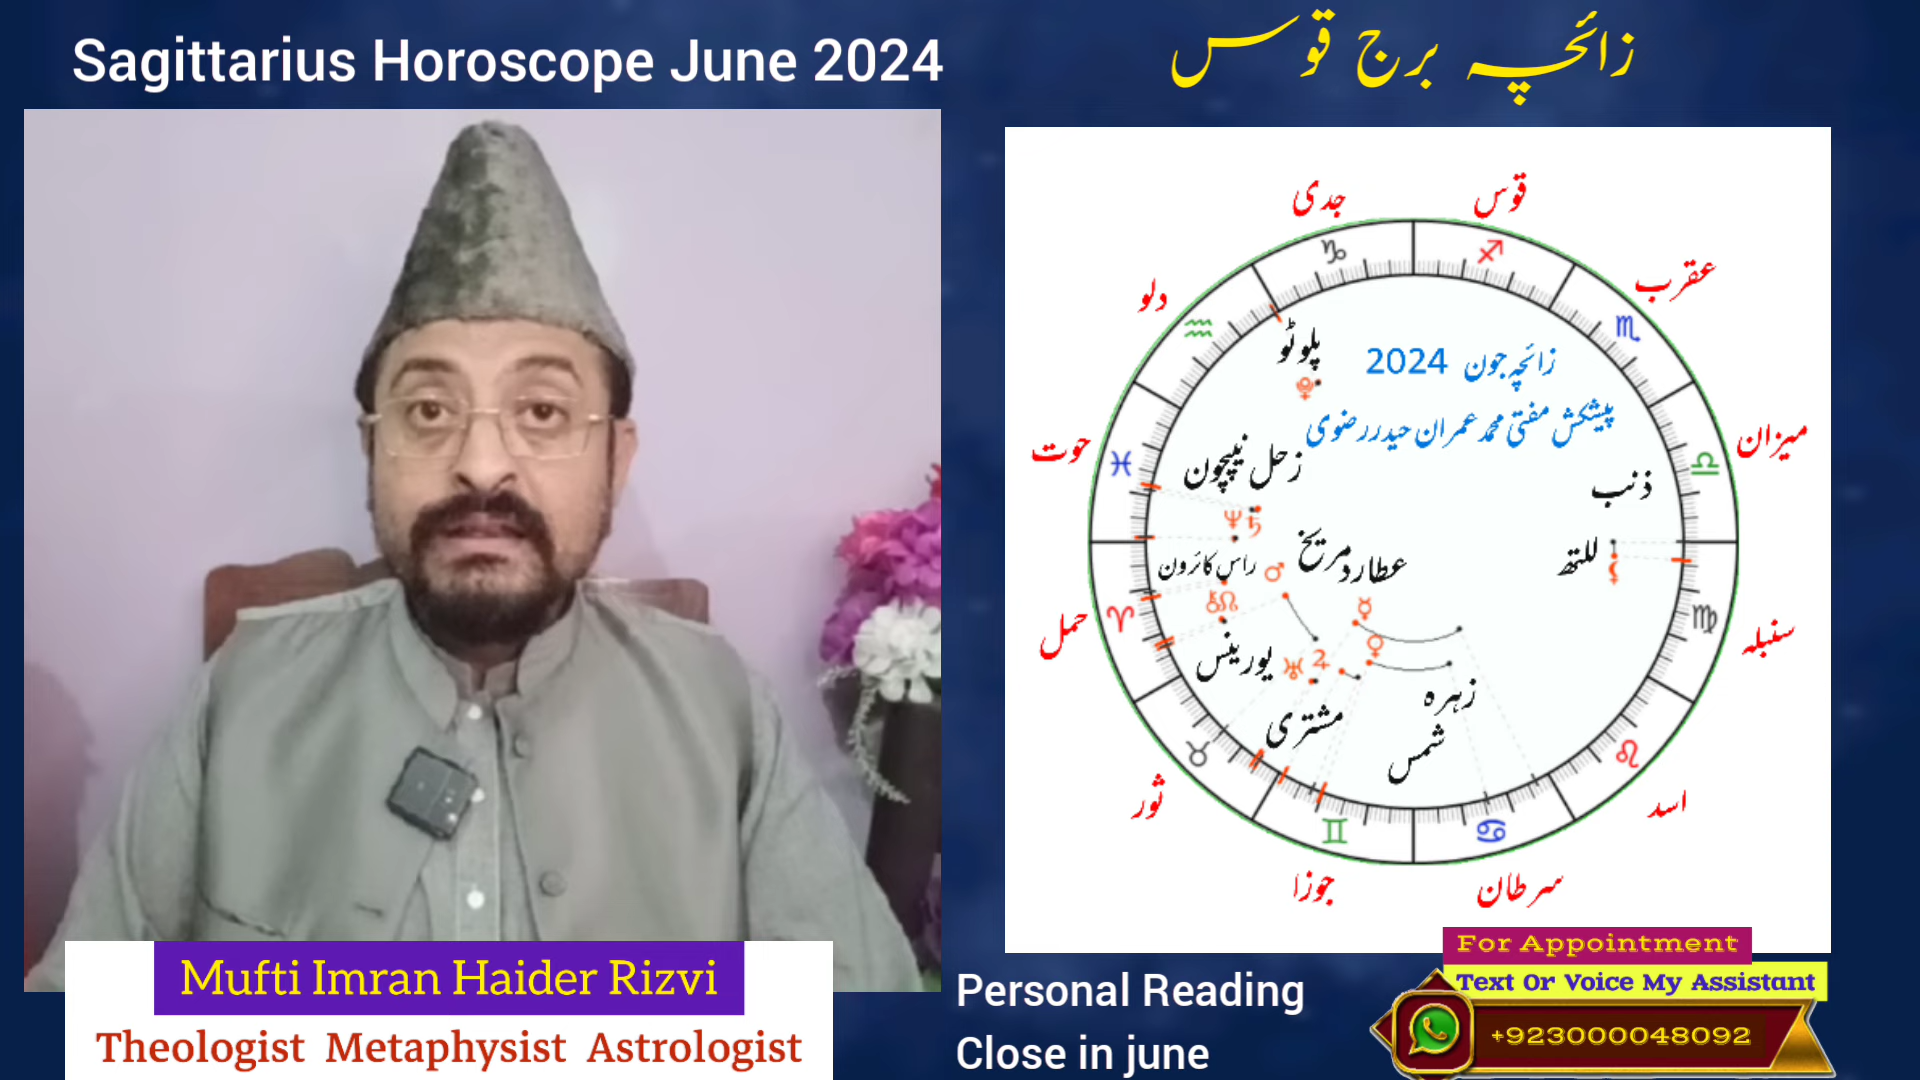 Sagittarius Horoscope June 2024
زائچہ برج قوس
جدی
قوس
دلو
عقرب
حوت
میزان
حمل
سنبلہ
ثور
اسد
جوزا
سرطان
پلوٹو
زائچہ جون 2024
پیشکش مفتی محمد عمران حیدر رضوی
زحل نیپچون
ذنب
راس کائرون
عطارد مریخ
للتھ
یورینس
زہرہ
مشتری
شمس
Mufti Imran Haider Rizvi
Theologist Metaphysist Astrologist
Personal Reading
Close in june
For Appointment
Text Or Voice My Assistant
+923000048092